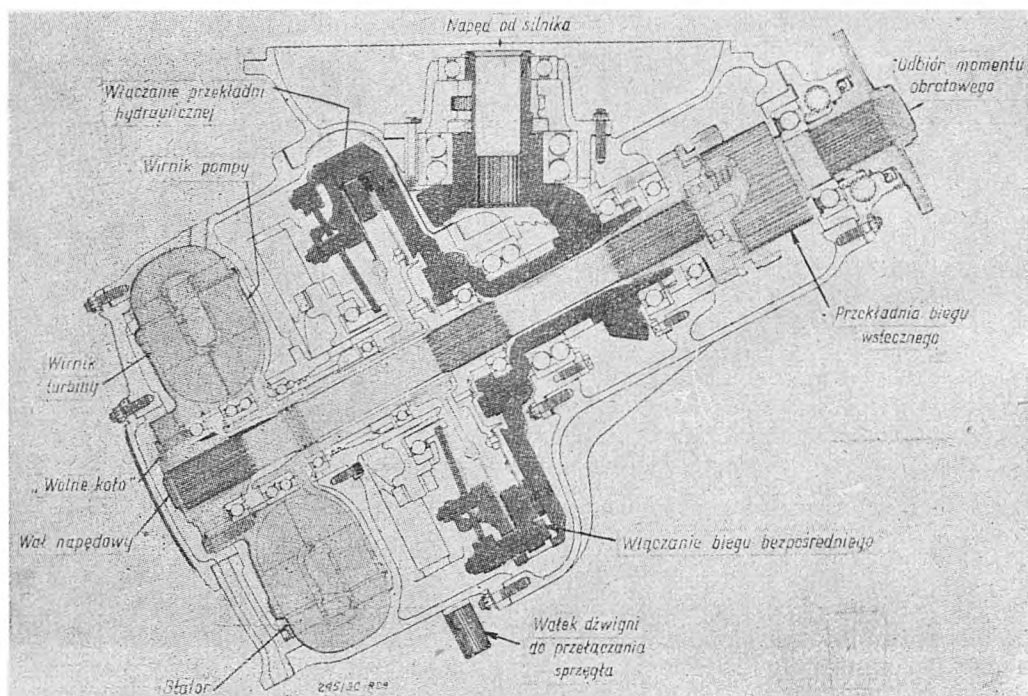 Napęd od silnika
Odbiór momentu
obrotowego
Włączanie przekładni
hydraulicznej
Wirnik pompy
Przekładnia biegu
wstecznego
Wirnik
turbiny
„Wolne koło”
Wał napędowy
Włączanie biegu bezpośredniego
Wałek dźwigni
do przełączania
sprzęgła
Stator